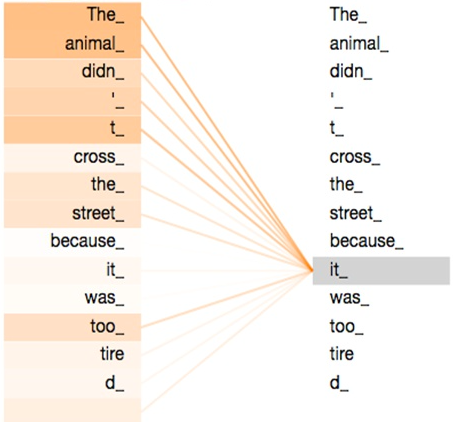 The_ The_
animal_ animal_
didn_ didn_
'_ '_
t_ t_
cross_ cross_
the_ the_
street_ street_
because_ because_
it_ it_
was_ was_
too_ too_
tire tire
d_ d_